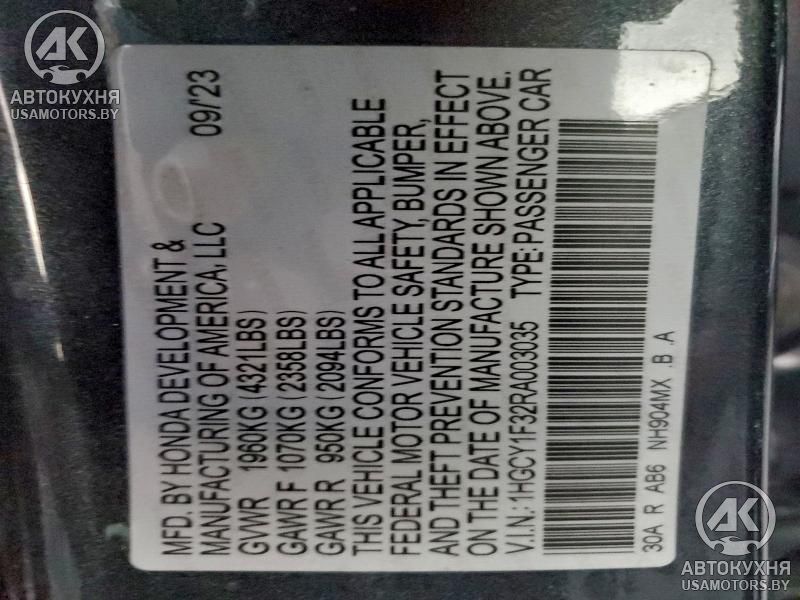 MFD. BY HONDA DEVELOPMENT &
MANUFACTURING OF AMERICA, LLC 09/'23
GVWR 1960KG (4321LBS)
GAWR F 1070KG (2358LBS)
GAWR R 950KG (2094LBS)
THIS VEHICLE CONFORMS TO ALL APPLICABLE
FEDERAL MOTOR VEHICLE SAFETY, BUMPER,
AND THEFT PREVENTION STANDARDS IN EFFECT
ON THE DATE OF MANUFACTURE SHOWN ABOVE.
V.I.N.:1HGCY1F32RA003035 TYPE:PASSENGER CAR
30A R AB6 NH904MX .B .A
AK
АВТОКУХНЯ
USAMOTORS.BY
AK
АВТОКУХНЯ
USAMOTORS.BY